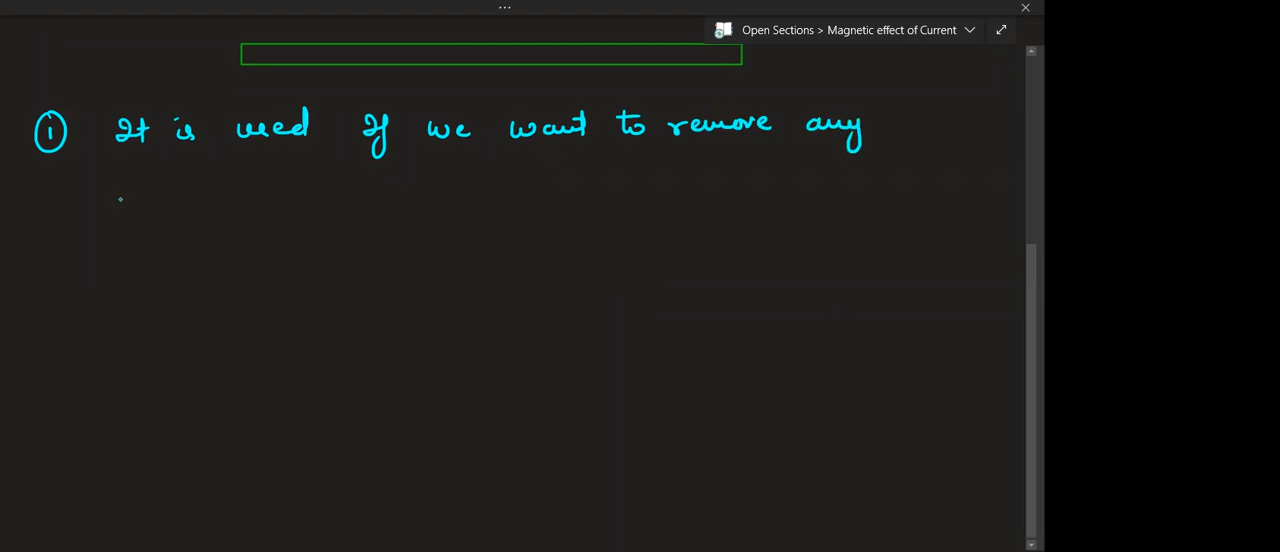 Open Sections > Magnetic effect of Current
① It is used If we want to remove any